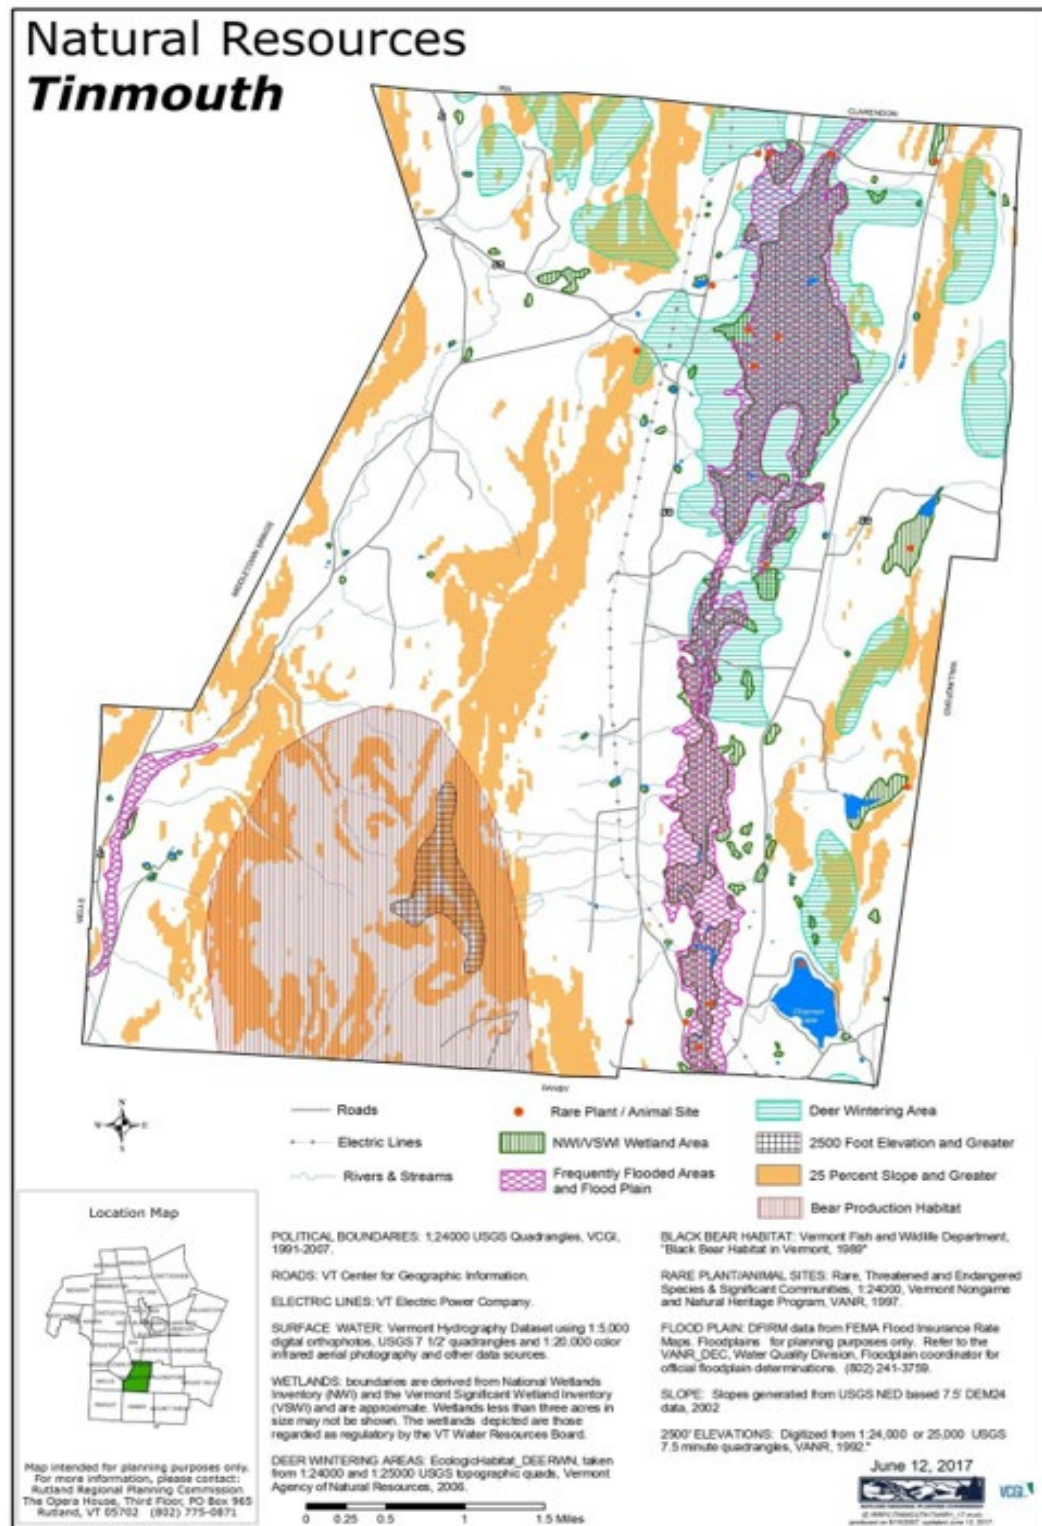 Natural Resources
Tinmouth
IRA
CLARENDON
MIDDLETOWN SPRINGS
WALLINGFORD
WELLS
DANBY
Chipman
Lake
N
W
E
S
Roads
Electric Lines
Rivers & Streams
Rare Plant / Animal Site
NWI/VSWI Wetland Area
Frequently Flooded Areas
and Flood Plain
Deer Wintering Area
2500 Foot Elevation and Greater
25 Percent Slope and Greater
Bear Production Habitat
Location Map
Map intended for planning purposes only.
For more information, please contact:
Rutland Regional Planning Commission
The Opera House, Third Floor, PO Box 965
Rutland, VT 05702 (802) 775-0871
POLITICAL BOUNDARIES: 1:24000 USGS Quadrangles, VCGI,
1991-2007.
ROADS: VT Center for Geographic Information.
ELECTRIC LINES: VT Electric Power Company.
SURFACE WATER: Vermont Hydrography Dataset using 1:5,000
digital orthophotos, USGS 7 1/2' quadrangles and 1:20,000 color
infrared aerial photography and other data sources.
WETLANDS: boundaries are derived from National Wetlands
Inventory (NWI) and the Vermont Significant Wetland Inventory
(VSWI) and are approximate. Wetlands less than three acres in
size may not be shown. The wetlands depicted are those
regarded as regulatory by the VT Water Resources Board.
DEER WINTERING AREAS: EcologicHabitat_DEERWN, taken
from 1:24000 and 1:25000 USGS topographic quads, Vermont
Agency of Natural Resources, 2006.
0 0.25 0.5 1 1.5 Miles
BLACK BEAR HABITAT: Vermont Fish and Wildlife Department,
"Black Bear Habitat in Vermont, 1989"
RARE PLANT/ANIMAL SITES: Rare, Threatened and Endangered
Species & Significant Communities, 1:24000, Vermont Nongame
and Natural Heritage Program, VANR, 1997.
FLOOD PLAIN: DFIRM data from FEMA Flood Insurance Rate
Maps. Floodplains for planning purposes only. Refer to the
VANR_DEC, Water Quality Division, Floodplain coordinator for
official floodplain determinations. (802) 241-3759.
SLOPE: Slopes generated from USGS NED based 7.5' DEM24
data, 2002
2500' ELEVATIONS: Digitized from 1:24,000 or 25,000 USGS
7.5 minute quadrangles, VANR, 1992."
June 12, 2017
VCGI